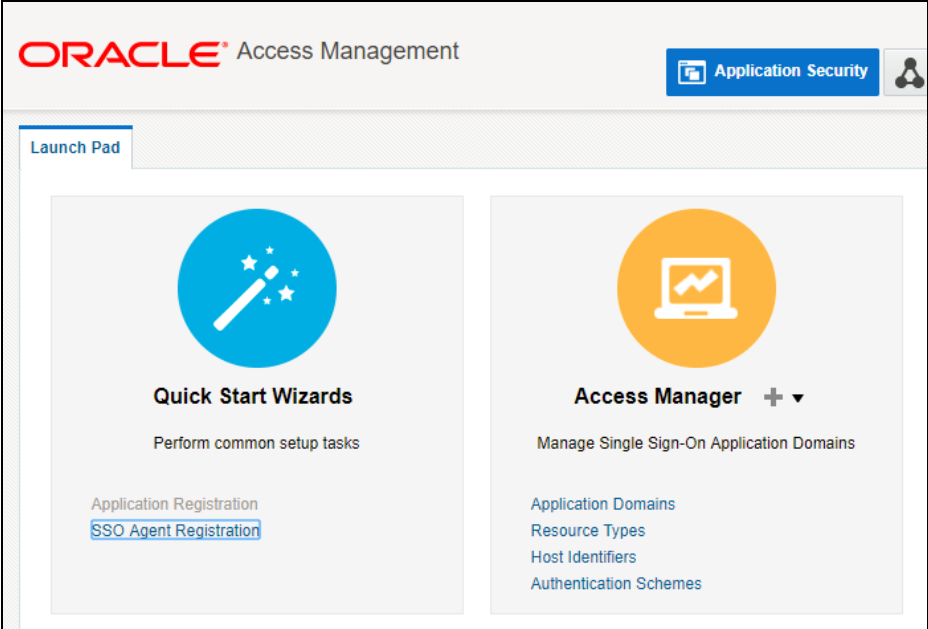 ORACLE® Access Management
Application Security
Launch Pad
Quick Start Wizards
Perform common setup tasks
Application Registration
SSO Agent Registration
Access Manager
Manage Single Sign-On Application Domains
Application Domains
Resource Types
Host Identifiers
Authentication Schemes